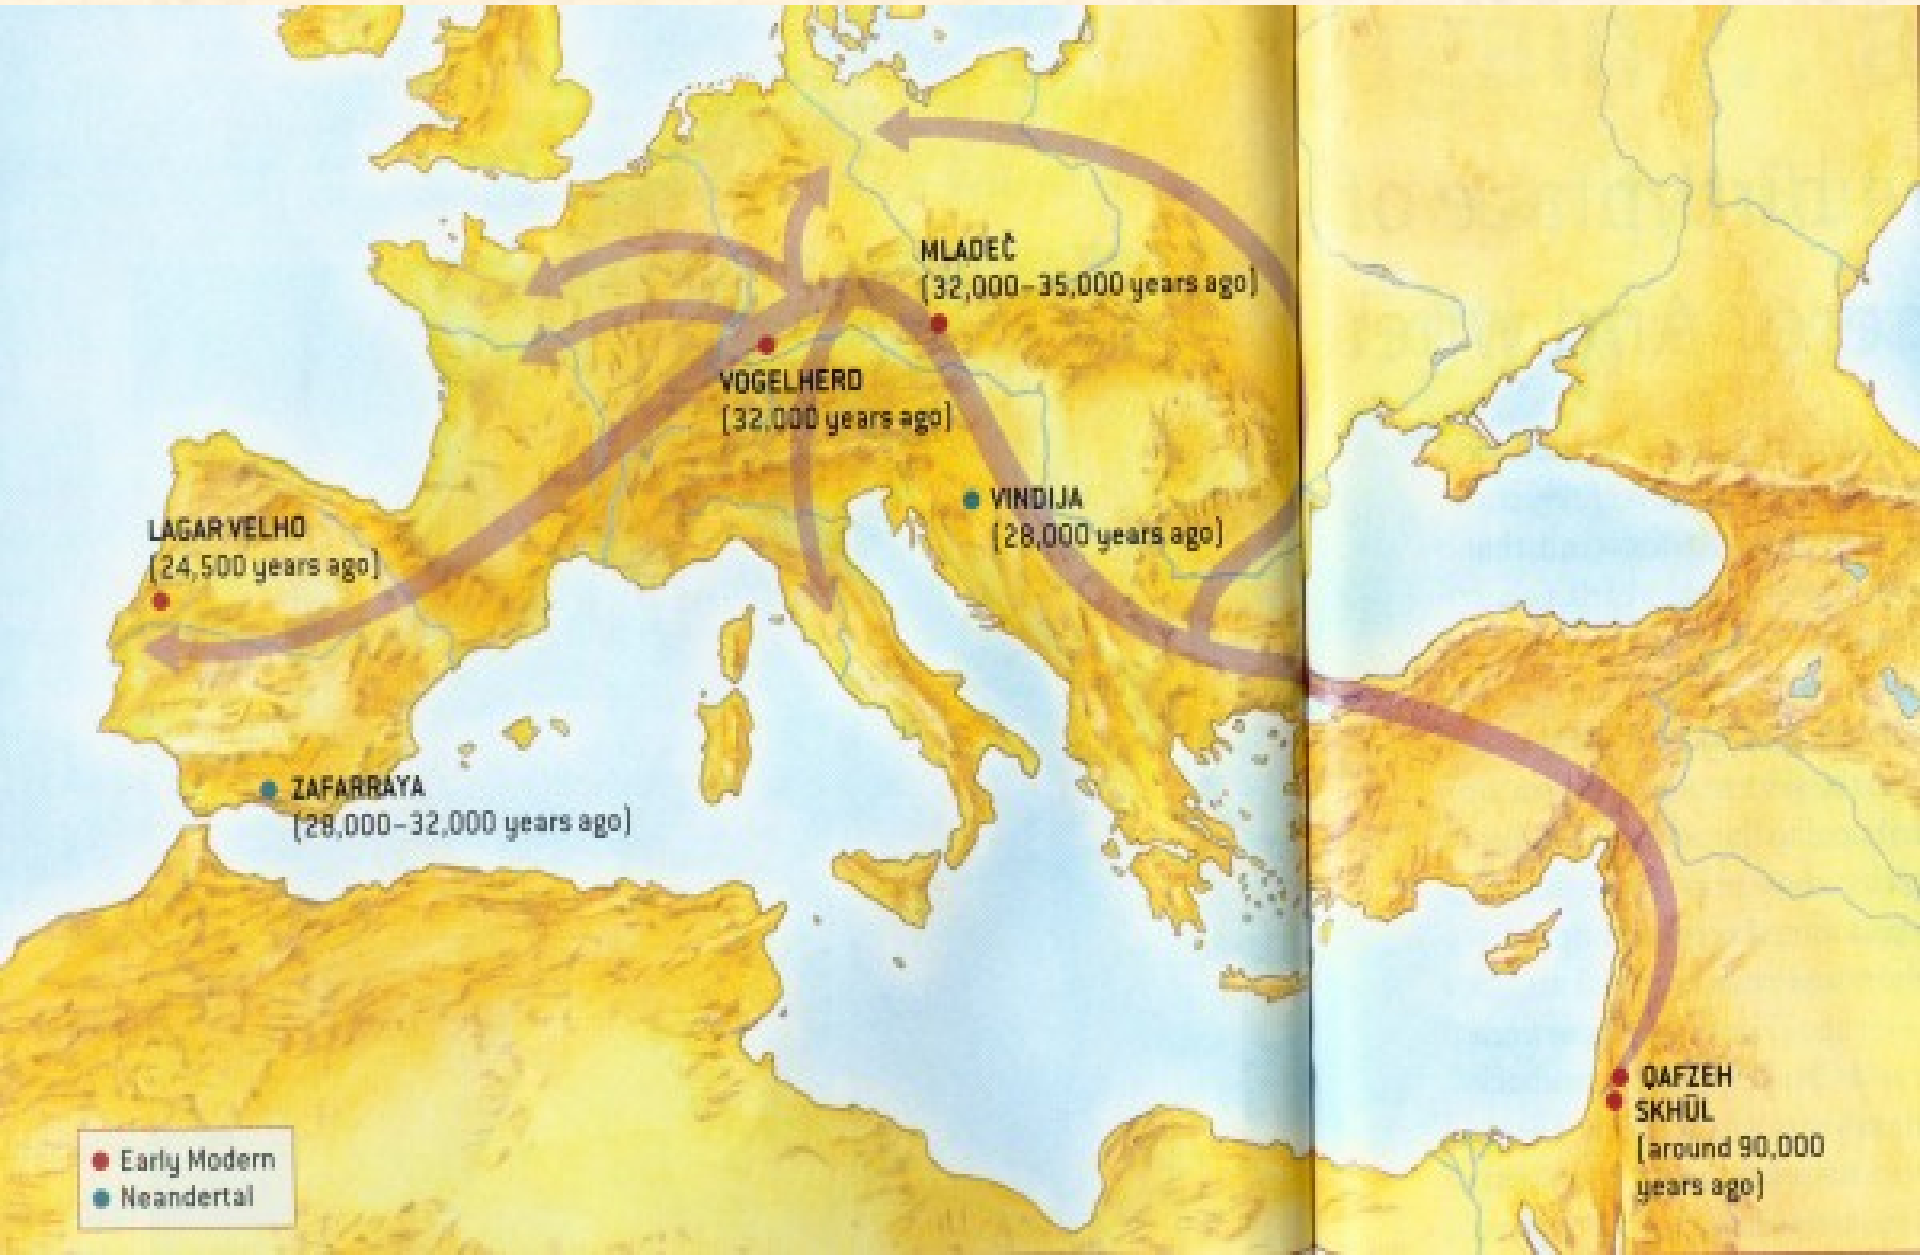 MLADEČ
(32,000–35,000 years ago)
VOGELHERD
(32,000 years ago)
VINDIJA
(28,000 years ago)
LAGAR VELHO
(24,500 years ago)
ZAFARRAYA
(28,000–32,000 years ago)
QAFZEH
SKHŪL
(around 90,000
years ago)
Early Modern
Neandertal